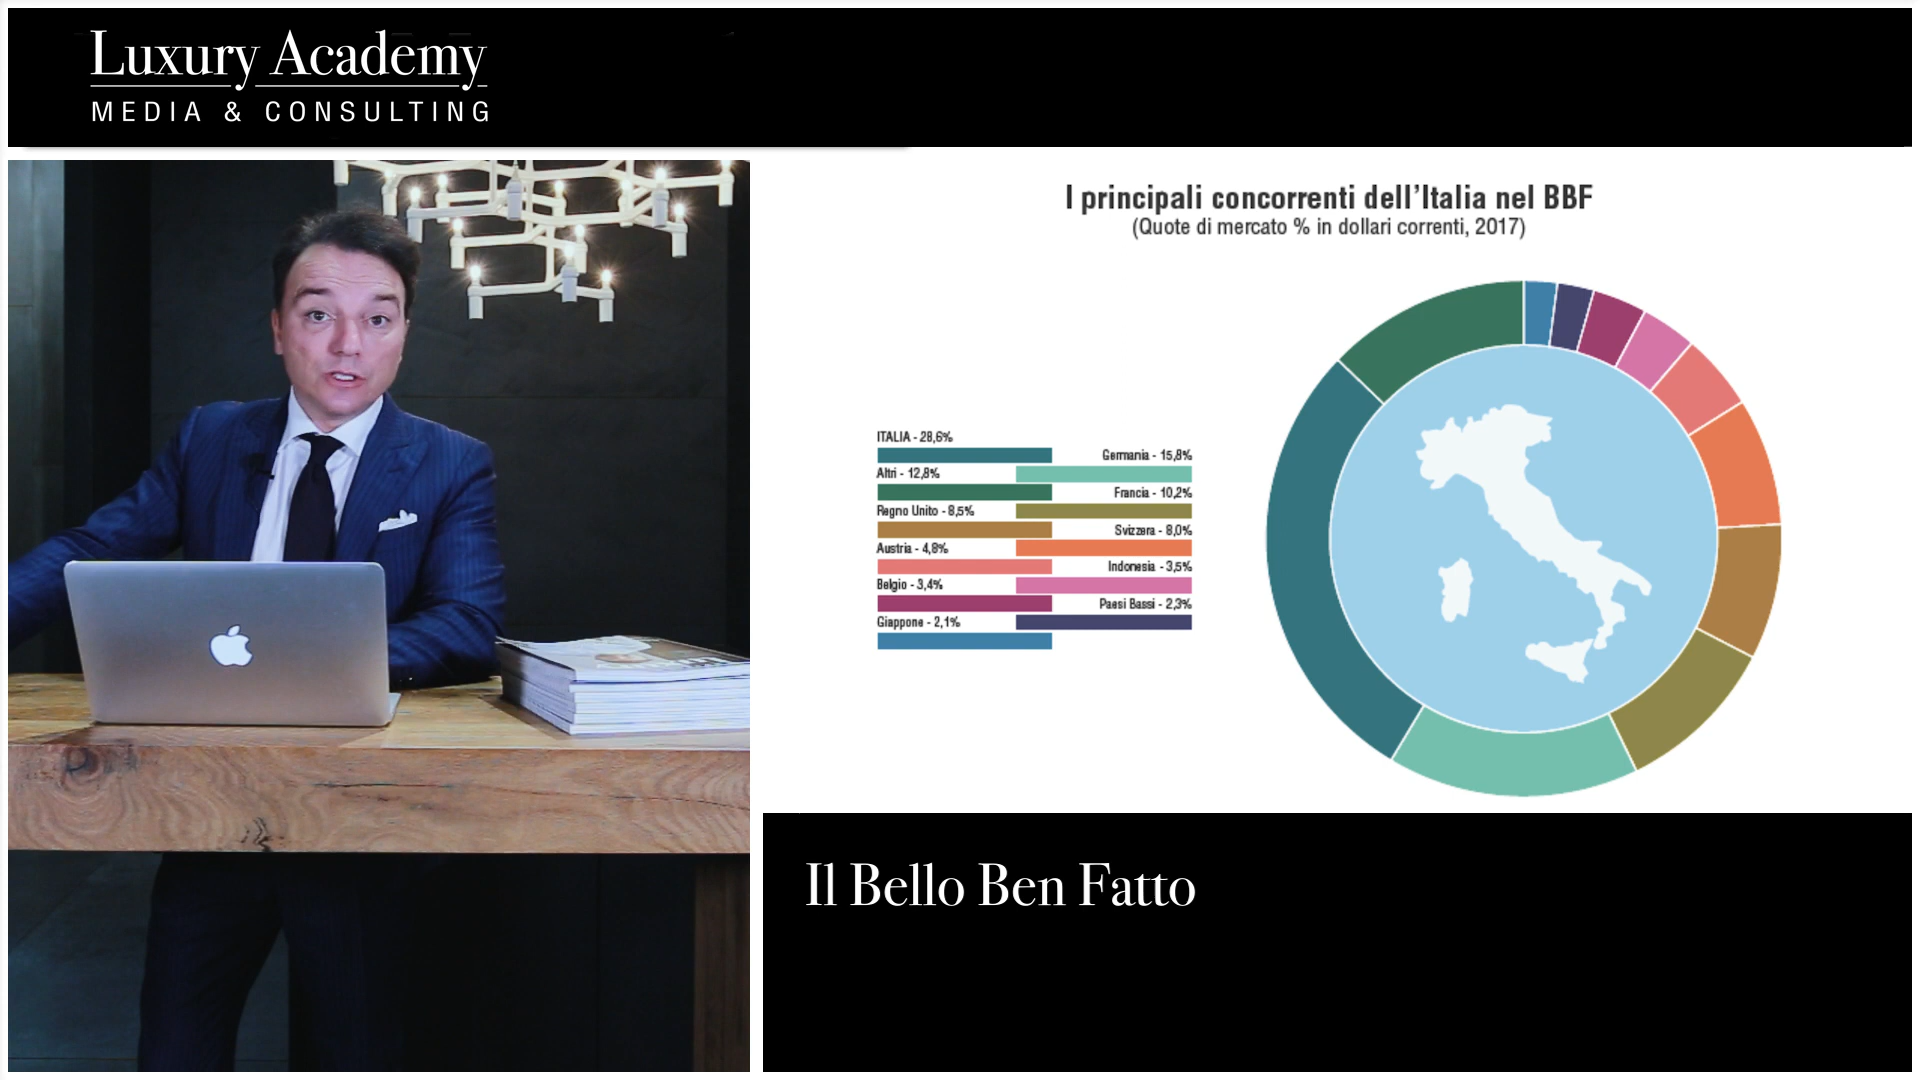 Luxury Academy
MEDIA & CONSULTING
I principali concorrenti dell'Italia nel BBF
(Quote di mercato % in dollari correnti, 2017)
ITALIA - 28,6%
Germania - 15,8%
Altri - 12,8%
Francia - 10,2%
Regno Unito - 8,5%
Svizzera - 8,0%
Austria - 4,8%
Indonesia - 3,5%
Belgio - 3,4%
Paesi Bassi - 2,3%
Giappone - 2,1%
Il Bello Ben Fatto